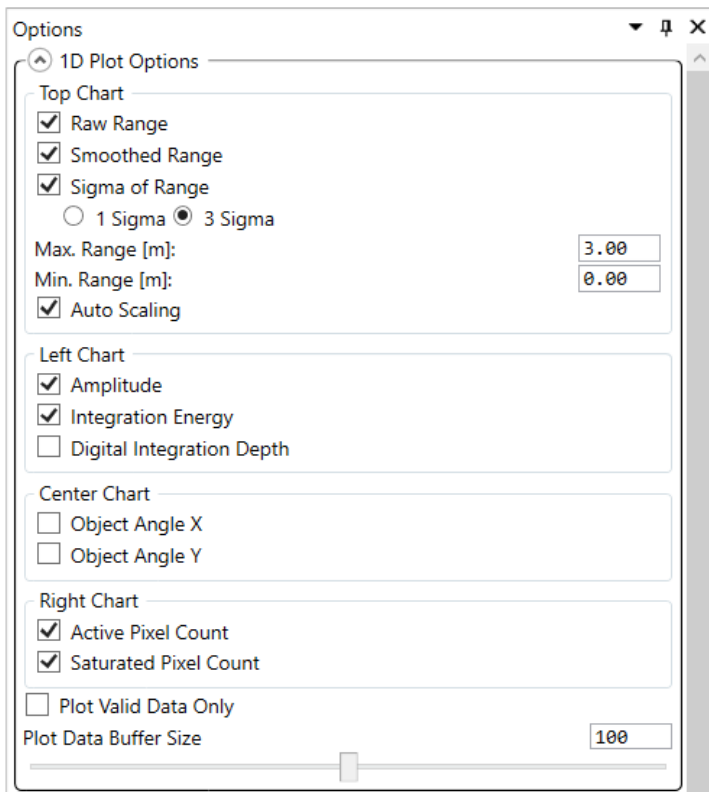 Options
1D Plot Options
Top Chart
Raw Range
Smoothed Range
Sigma of Range
1 Sigma 3 Sigma
Max. Range [m]: 3.00
Min. Range [m]: 0.00
Auto Scaling
Left Chart
Amplitude
Integration Energy
Digital Integration Depth
Center Chart
Object Angle X
Object Angle Y
Right Chart
Active Pixel Count
Saturated Pixel Count
Plot Valid Data Only
Plot Data Buffer Size 100